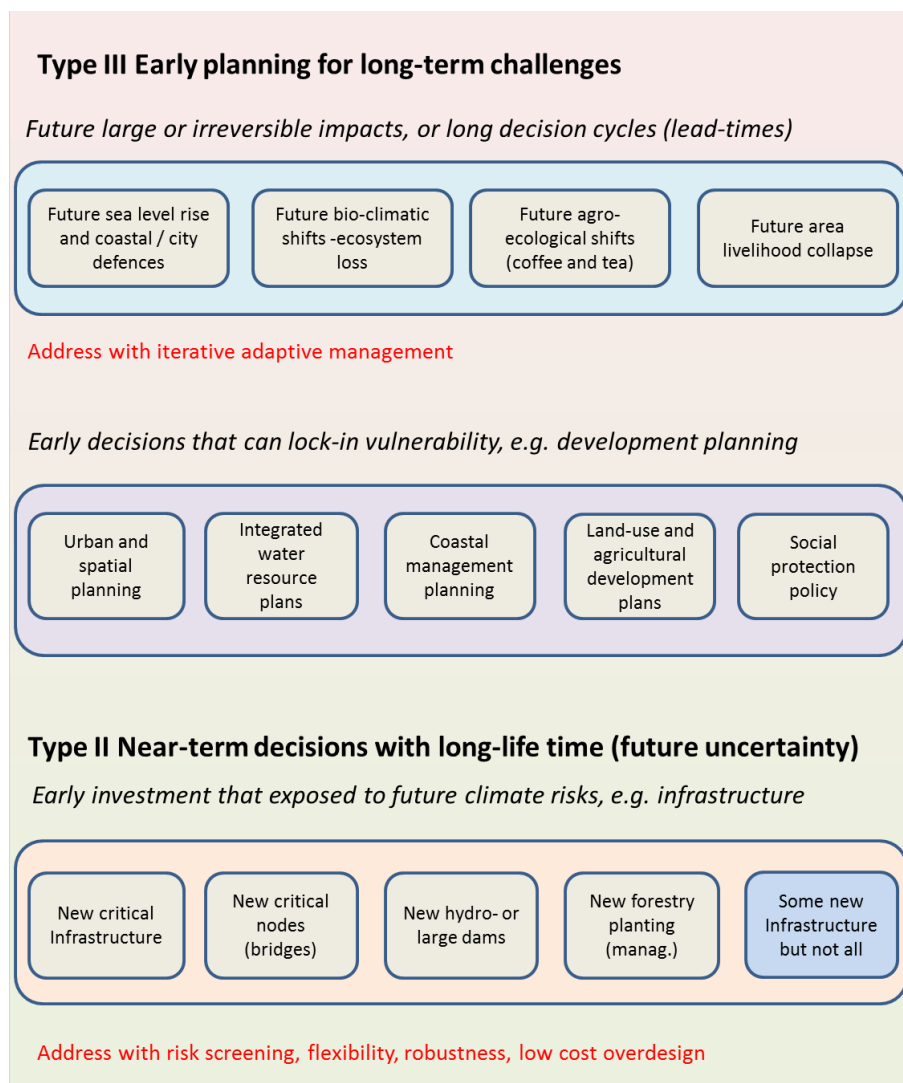 Type III Early planning for long-term challenges
Future large or irreversible impacts, or long decision cycles (lead-times)
Future sea level rise
and coastal / city
defences
Future bio-climatic
shifts -ecosystem
loss
Future agro-
ecological shifts
(coffee and tea)
Future area
livelihood collapse
Address with iterative adaptive management
Early decisions that can lock-in vulnerability, e.g. development planning
Urban and
spatial
planning
Integrated
water
resource
plans
Coastal
management
planning
Land-use and
agricultural
development
plans
Social
protection
policy
Type II Near-term decisions with long-life time (future uncertainty)
Early investment that exposed to future climate risks, e.g. infrastructure
New critical
Infrastructure
New critical
nodes
(bridges)
New hydro- or
large dams
New forestry
planting
(manag.)
Some new
Infrastructure
but not all
Address with risk screening, flexibility, robustness, low cost overdesign